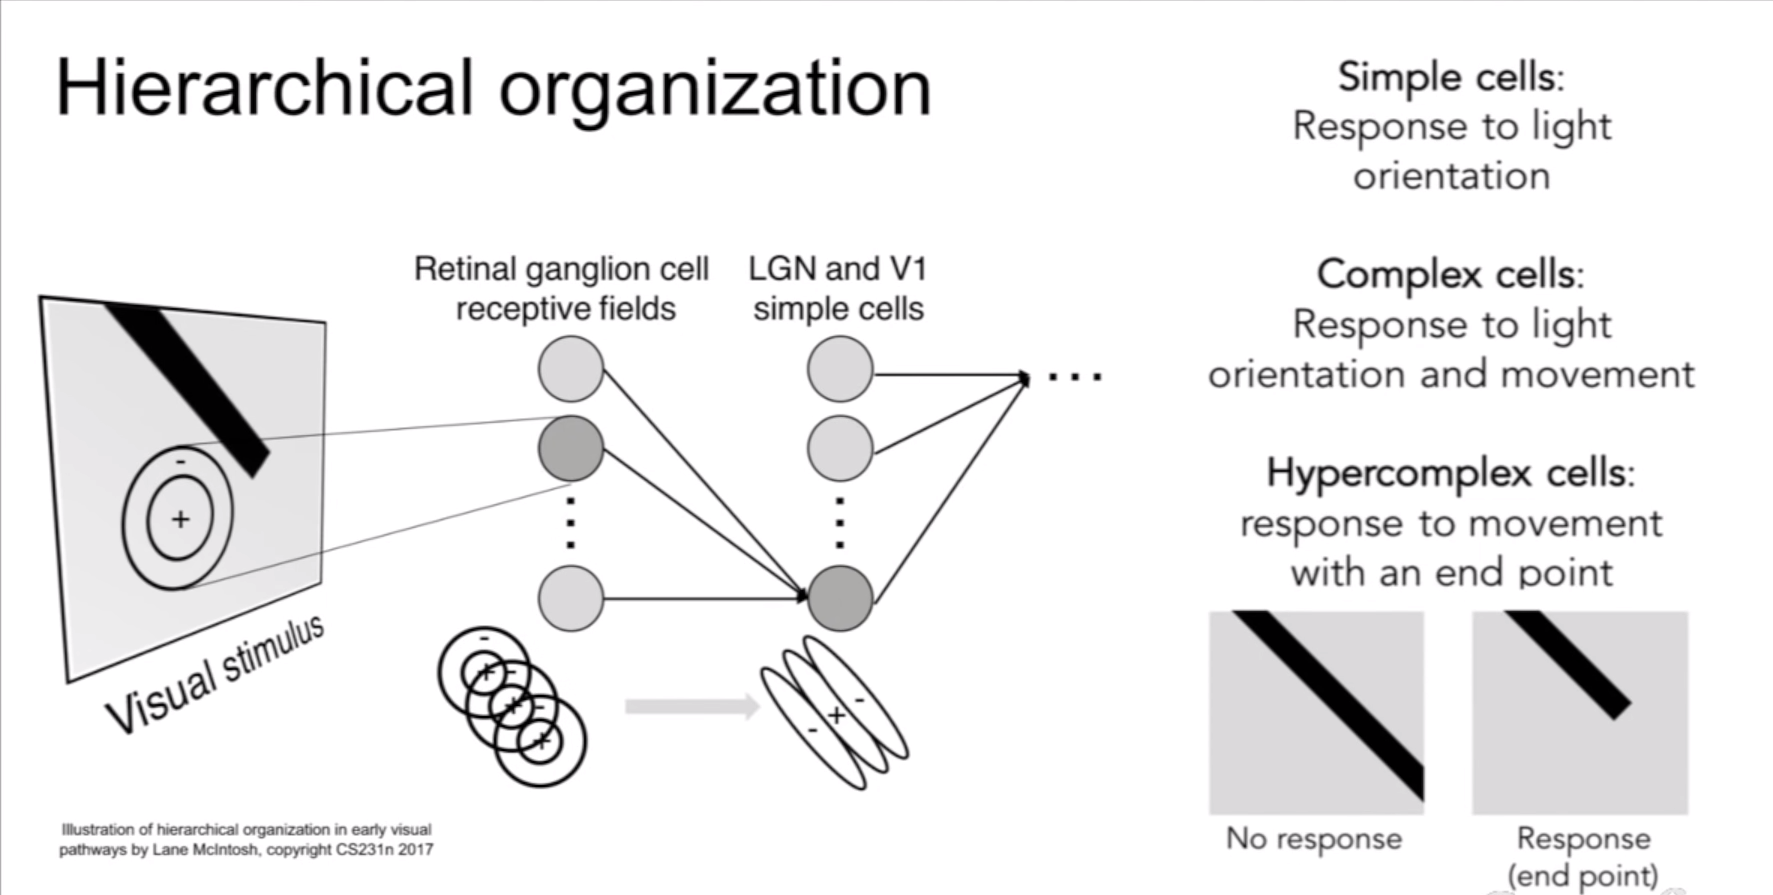 Hierarchical organization
Retinal ganglion cell
receptive fields
LGN and V1
simple cells
. . .
-
+
Visual stimulus
-
+
-
+
-
+
-
+
-
Illustration of hierarchical organization in early visual
pathways by Lane McIntosh, copyright CS231n 2017
Simple cells:
Response to light
orientation
Complex cells:
Response to light
orientation and movement
Hypercomplex cells:
response to movement
with an end point
No response
Response
(end point)